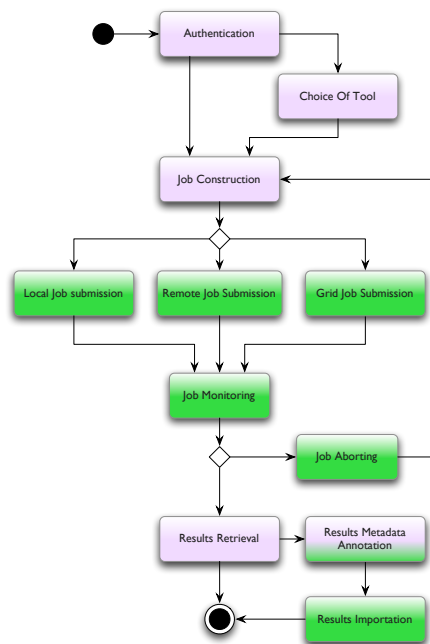 Authentication
Choice Of Tool
Job Construction
Local Job submission
Remote Job Submission
Grid Job Submission
Job Monitoring
Job Aborting
Results Retrieval
Results Metadata
Annotation
Results Importation